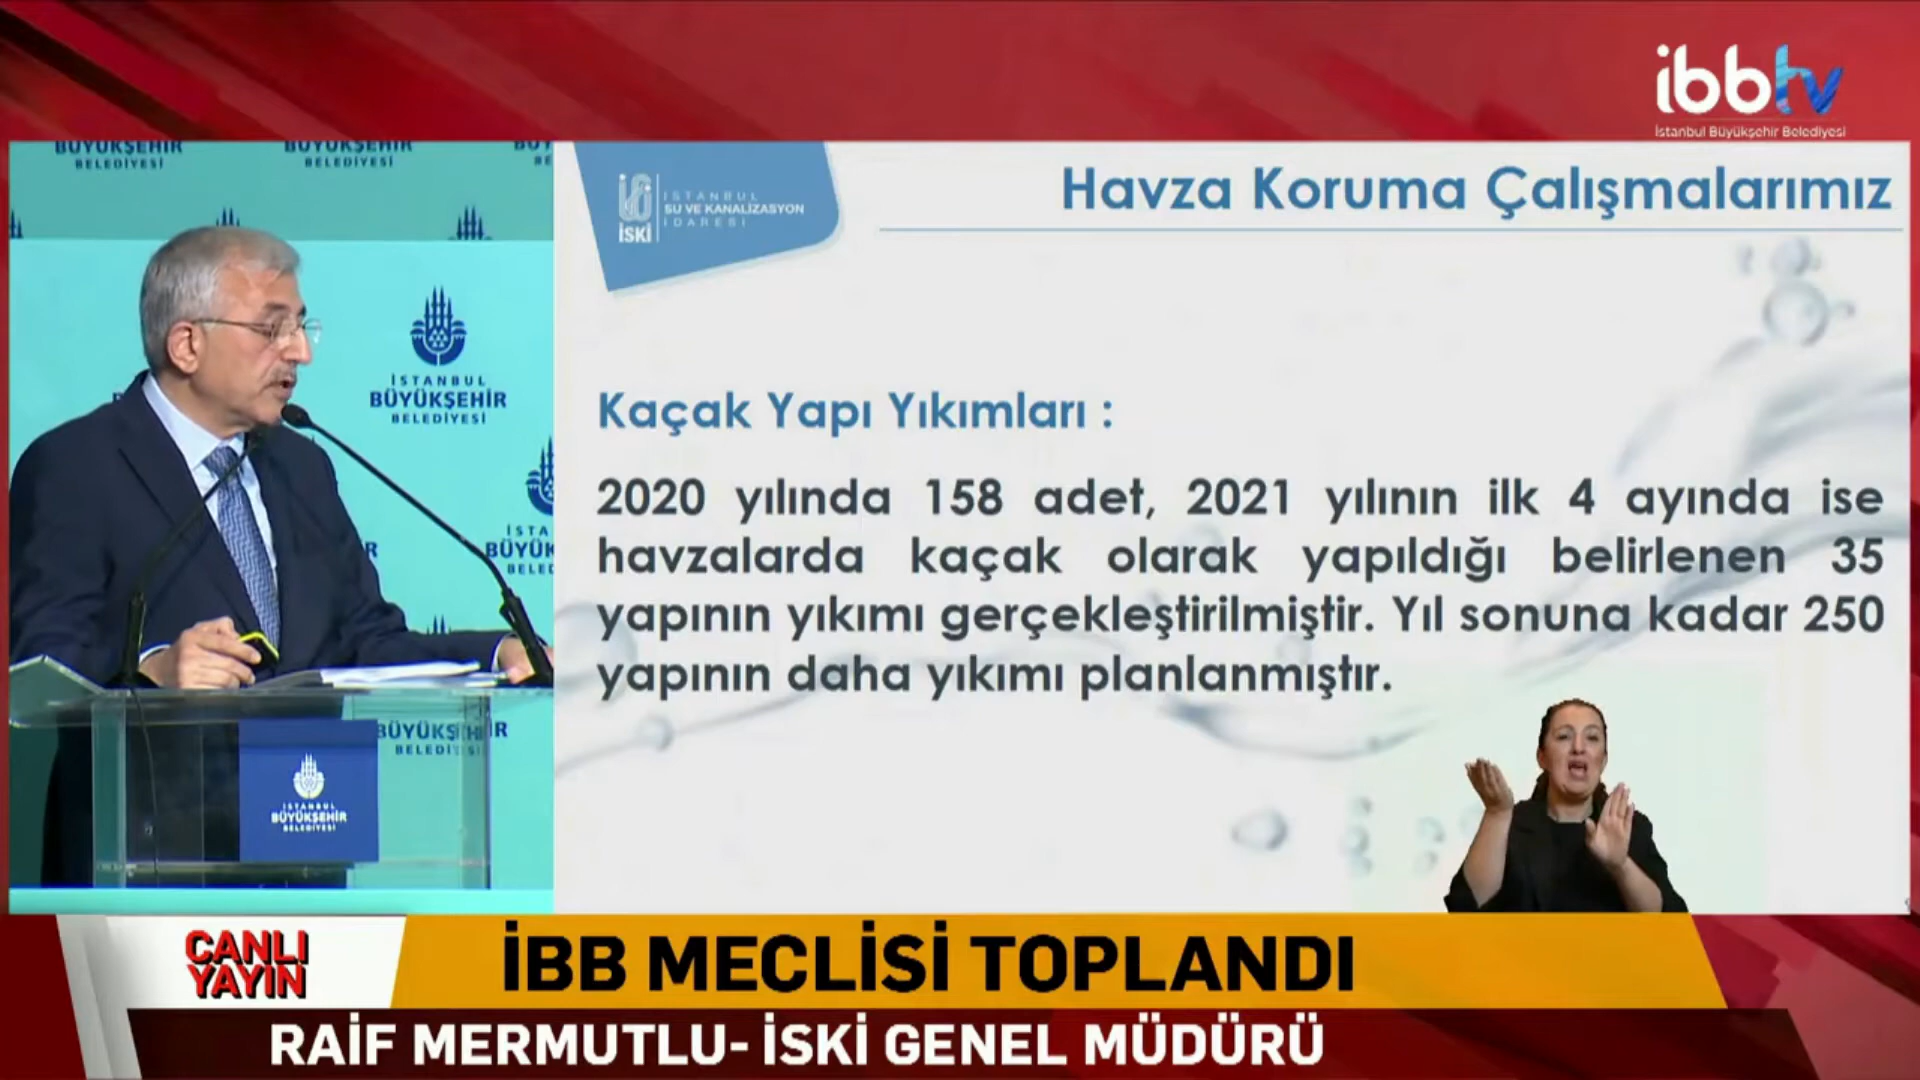 ibbtv
İstanbul Büyükşehir Belediyesi
BÜYÜKŞEHİR
BELEDİYESİ
BÜYÜKŞEHİR
BELEDİYESİ
İSTANBUL
SU VE KANALİZASYON
İDARESİ
İSKİ
Havza Koruma Çalışmalarımız
İSTANBUL
BÜYÜKŞEHİR
BELEDİYESİ
Kaçak Yapı Yıkımları :
2020 yılında 158 adet, 2021 yılının ilk 4 ayında ise
havzalarda kaçak olarak yapıldığı belirlenen 35
yapının yıkımı gerçekleştirilmiştir. Yıl sonuna kadar 250
yapının daha yıkımı planlanmıştır.
BÜYÜKŞEHİR
BELEDİYESİ
İSTANBUL
BÜYÜKŞEHİR
BELEDİYESİ
CANLI
YAYIN
İBB MECLİSİ TOPLANDI
RAİF MERMUTLU- İSKİ GENEL MÜDÜRÜ